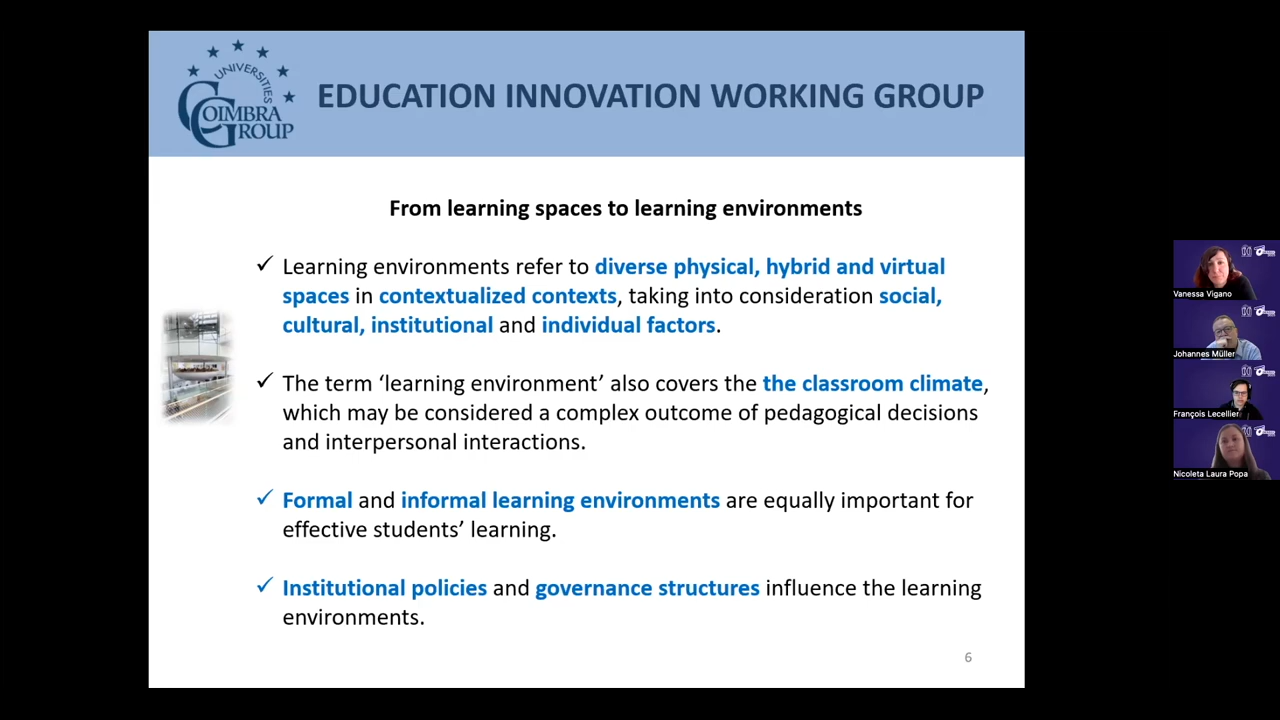 UNIVERSITIES
COIMBRA
GROUP
EDUCATION INNOVATION WORKING GROUP
From learning spaces to learning environments
✓ Learning environments refer to diverse physical, hybrid and virtual
spaces in contextualized contexts, taking into consideration social,
cultural, institutional and individual factors.
✓ The term ‘learning environment’ also covers the the classroom climate,
which may be considered a complex outcome of pedagogical decisions
and interpersonal interactions.
✓ Formal and informal learning environments are equally important for
effective students’ learning.
✓ Institutional policies and governance structures influence the learning
environments.
6
Vanessa Vigano
Johannes Müller
François Lecellier
Nicoleta Laura Popa